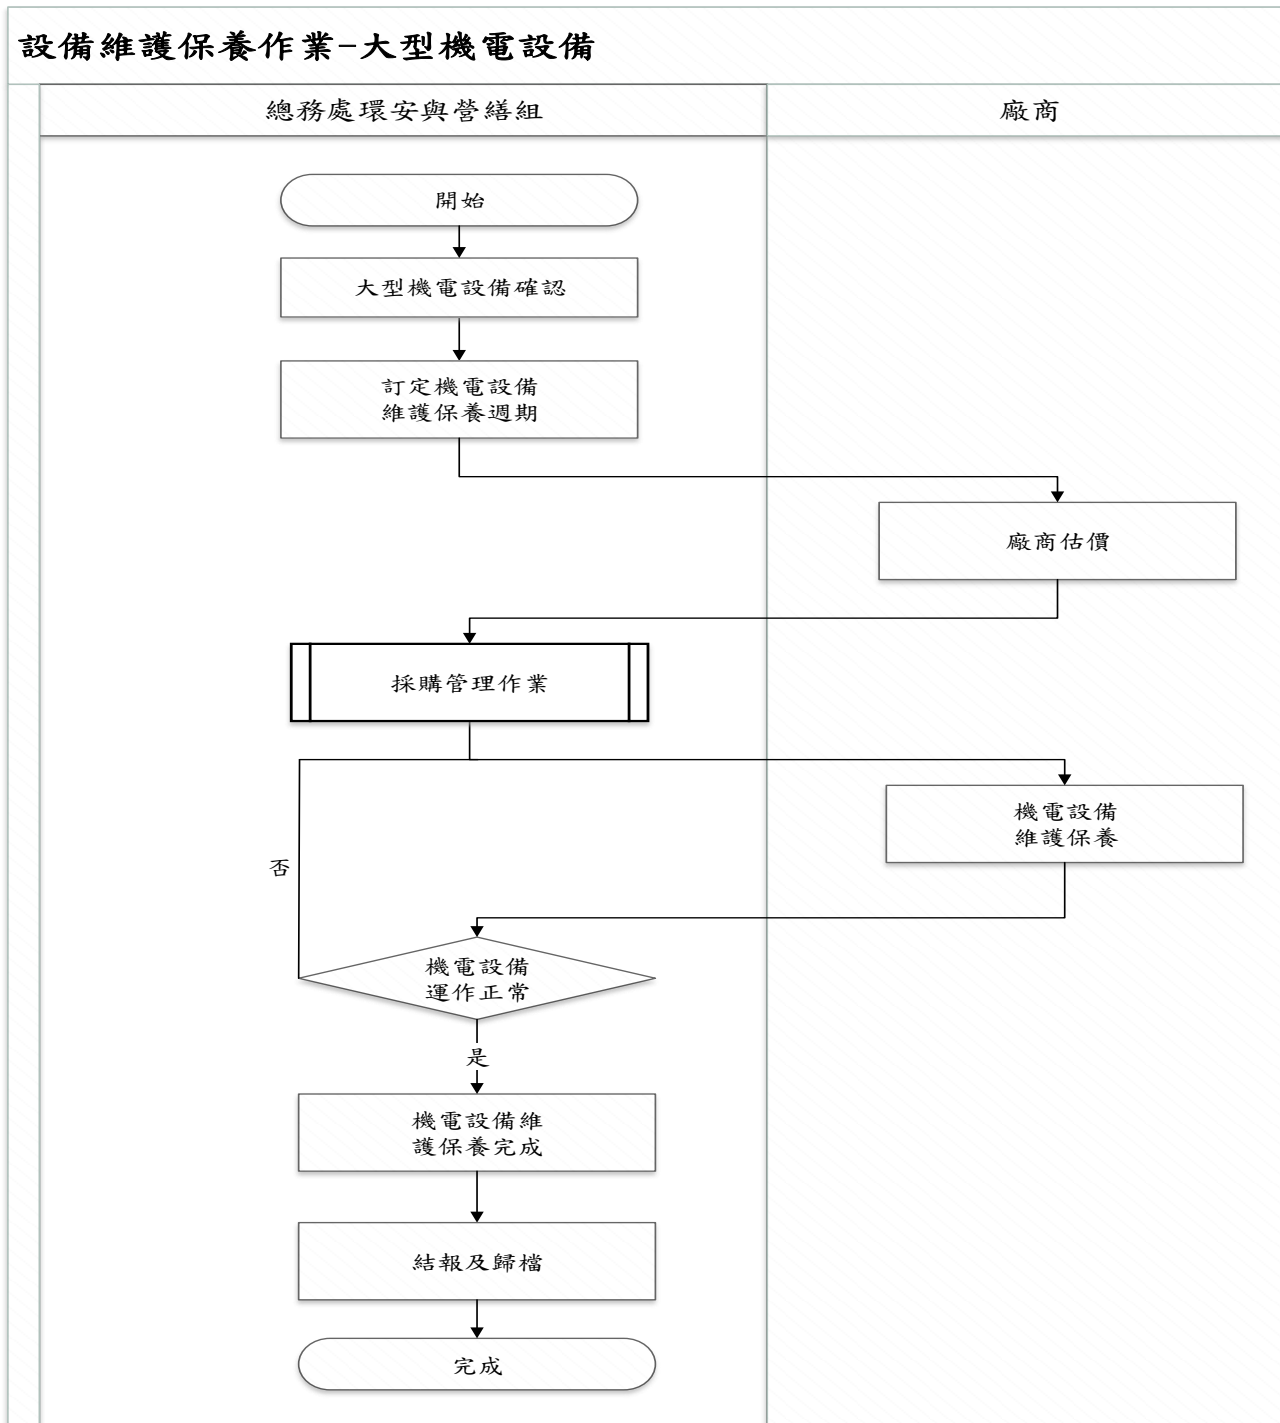 設備維護保養作業-大型機電設備
總務處環安與營繕組
廠商
開始
大型機電設備確認
訂定機電設備
維護保養週期
廠商估價
採購管理作業
機電設備
維護保養
否
機電設備
運作正常
是
機電設備維
護保養完成
結報及歸檔
完成